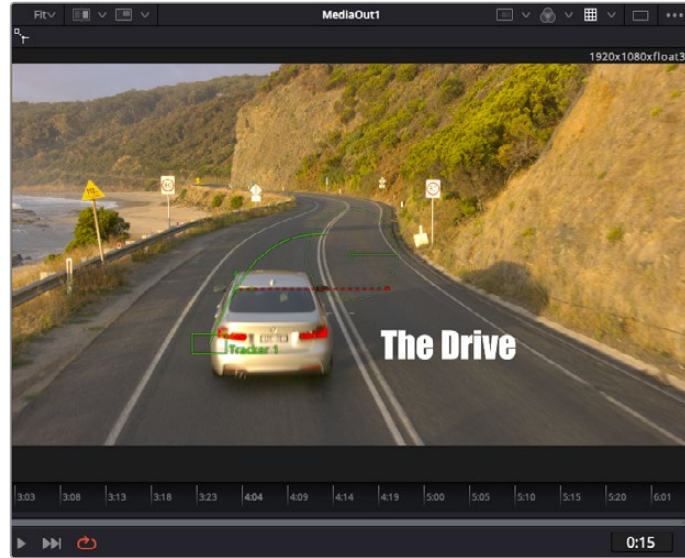 Fit
MediaOut1
1920x1080xfloat3
Tracker 1
The Drive
3:03 3:08 3:13 3:18 3:23 4:04 4:09 4:14 4:19 5:00 5:05 5:10 5:15 5:20 6:01
0:15